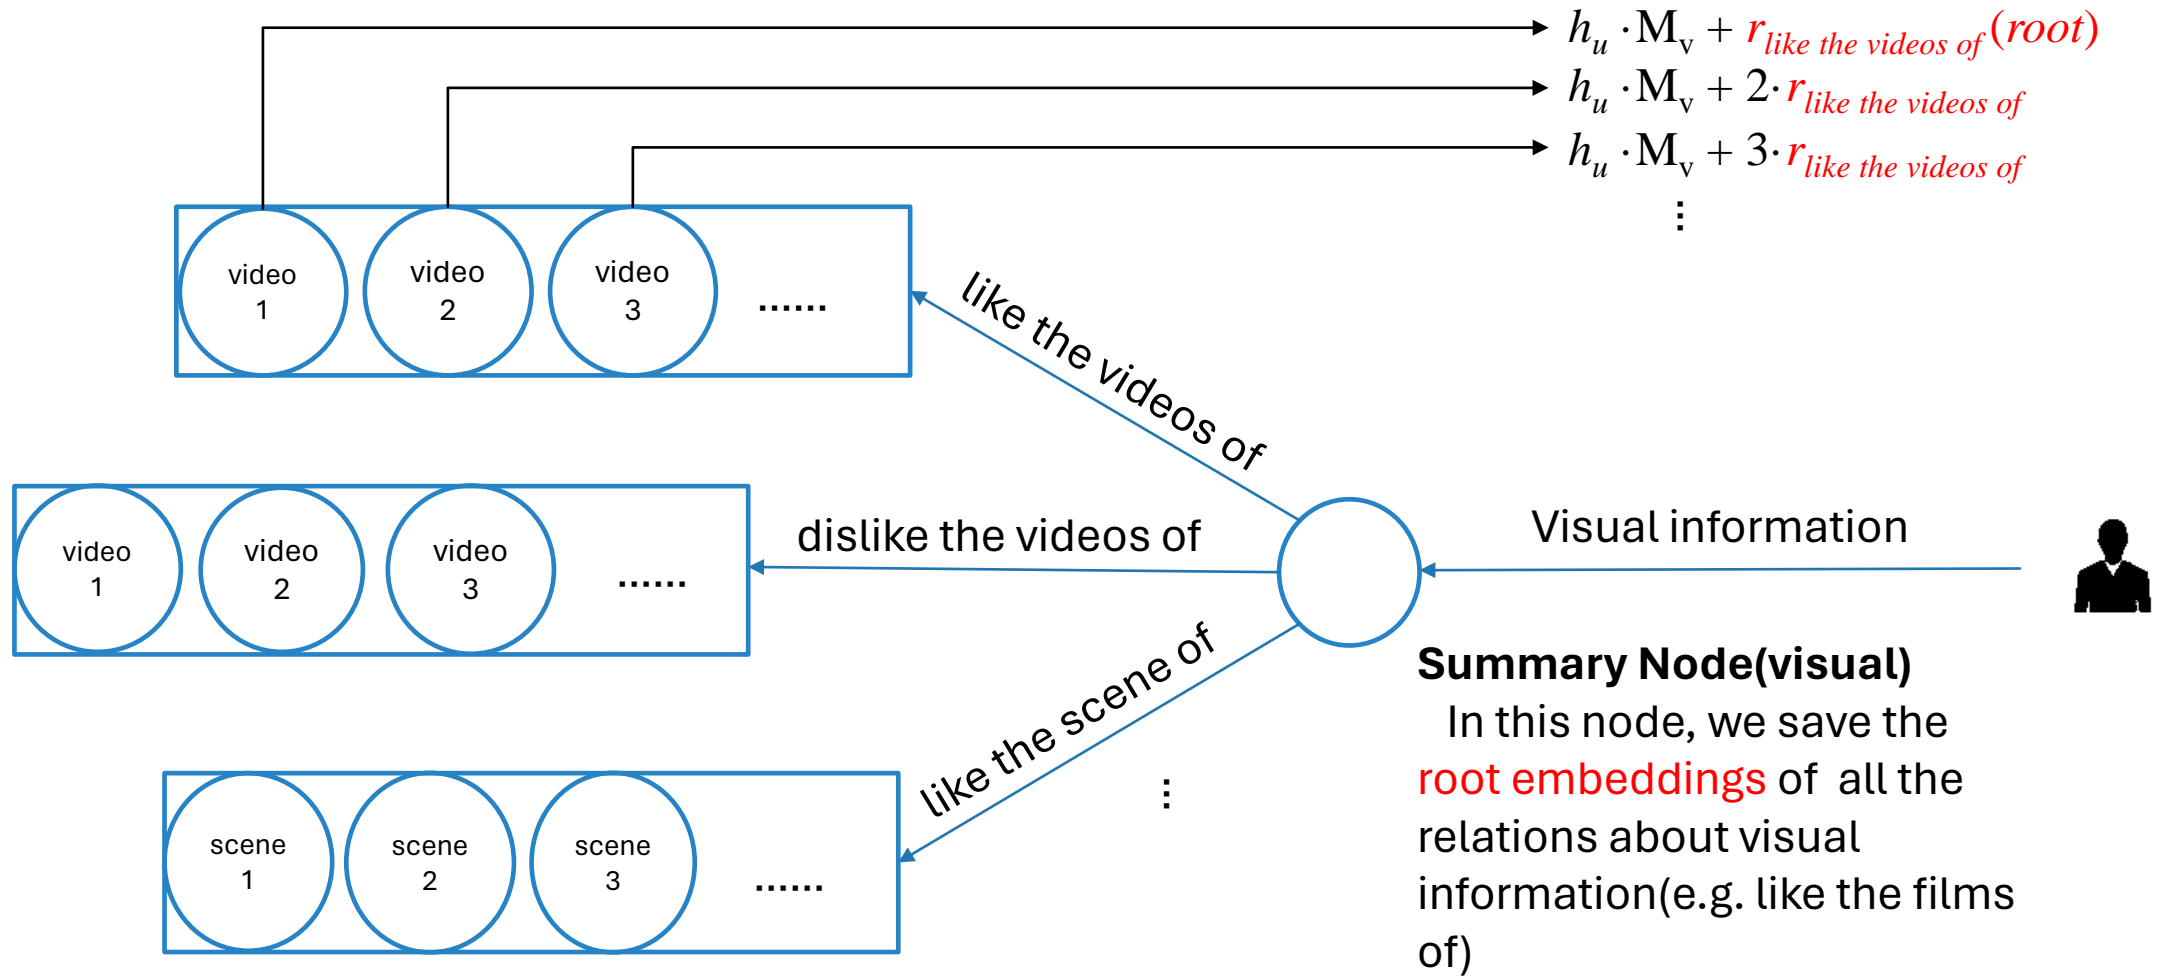 h_u · M_v + r_like the videos of (root)
h_u · M_v + 2· r_like the videos of
h_u · M_v + 3· r_like the videos of
⋮
video
1
video
2
video
3
......
like the videos of
video
1
video
2
video
3
......
dislike the videos of
Visual information
scene
1
scene
2
scene
3
......
like the scene of
⋮
Summary Node(visual)
In this node, we save the
root embeddings of all the
relations about visual
information(e.g. like the films
of)